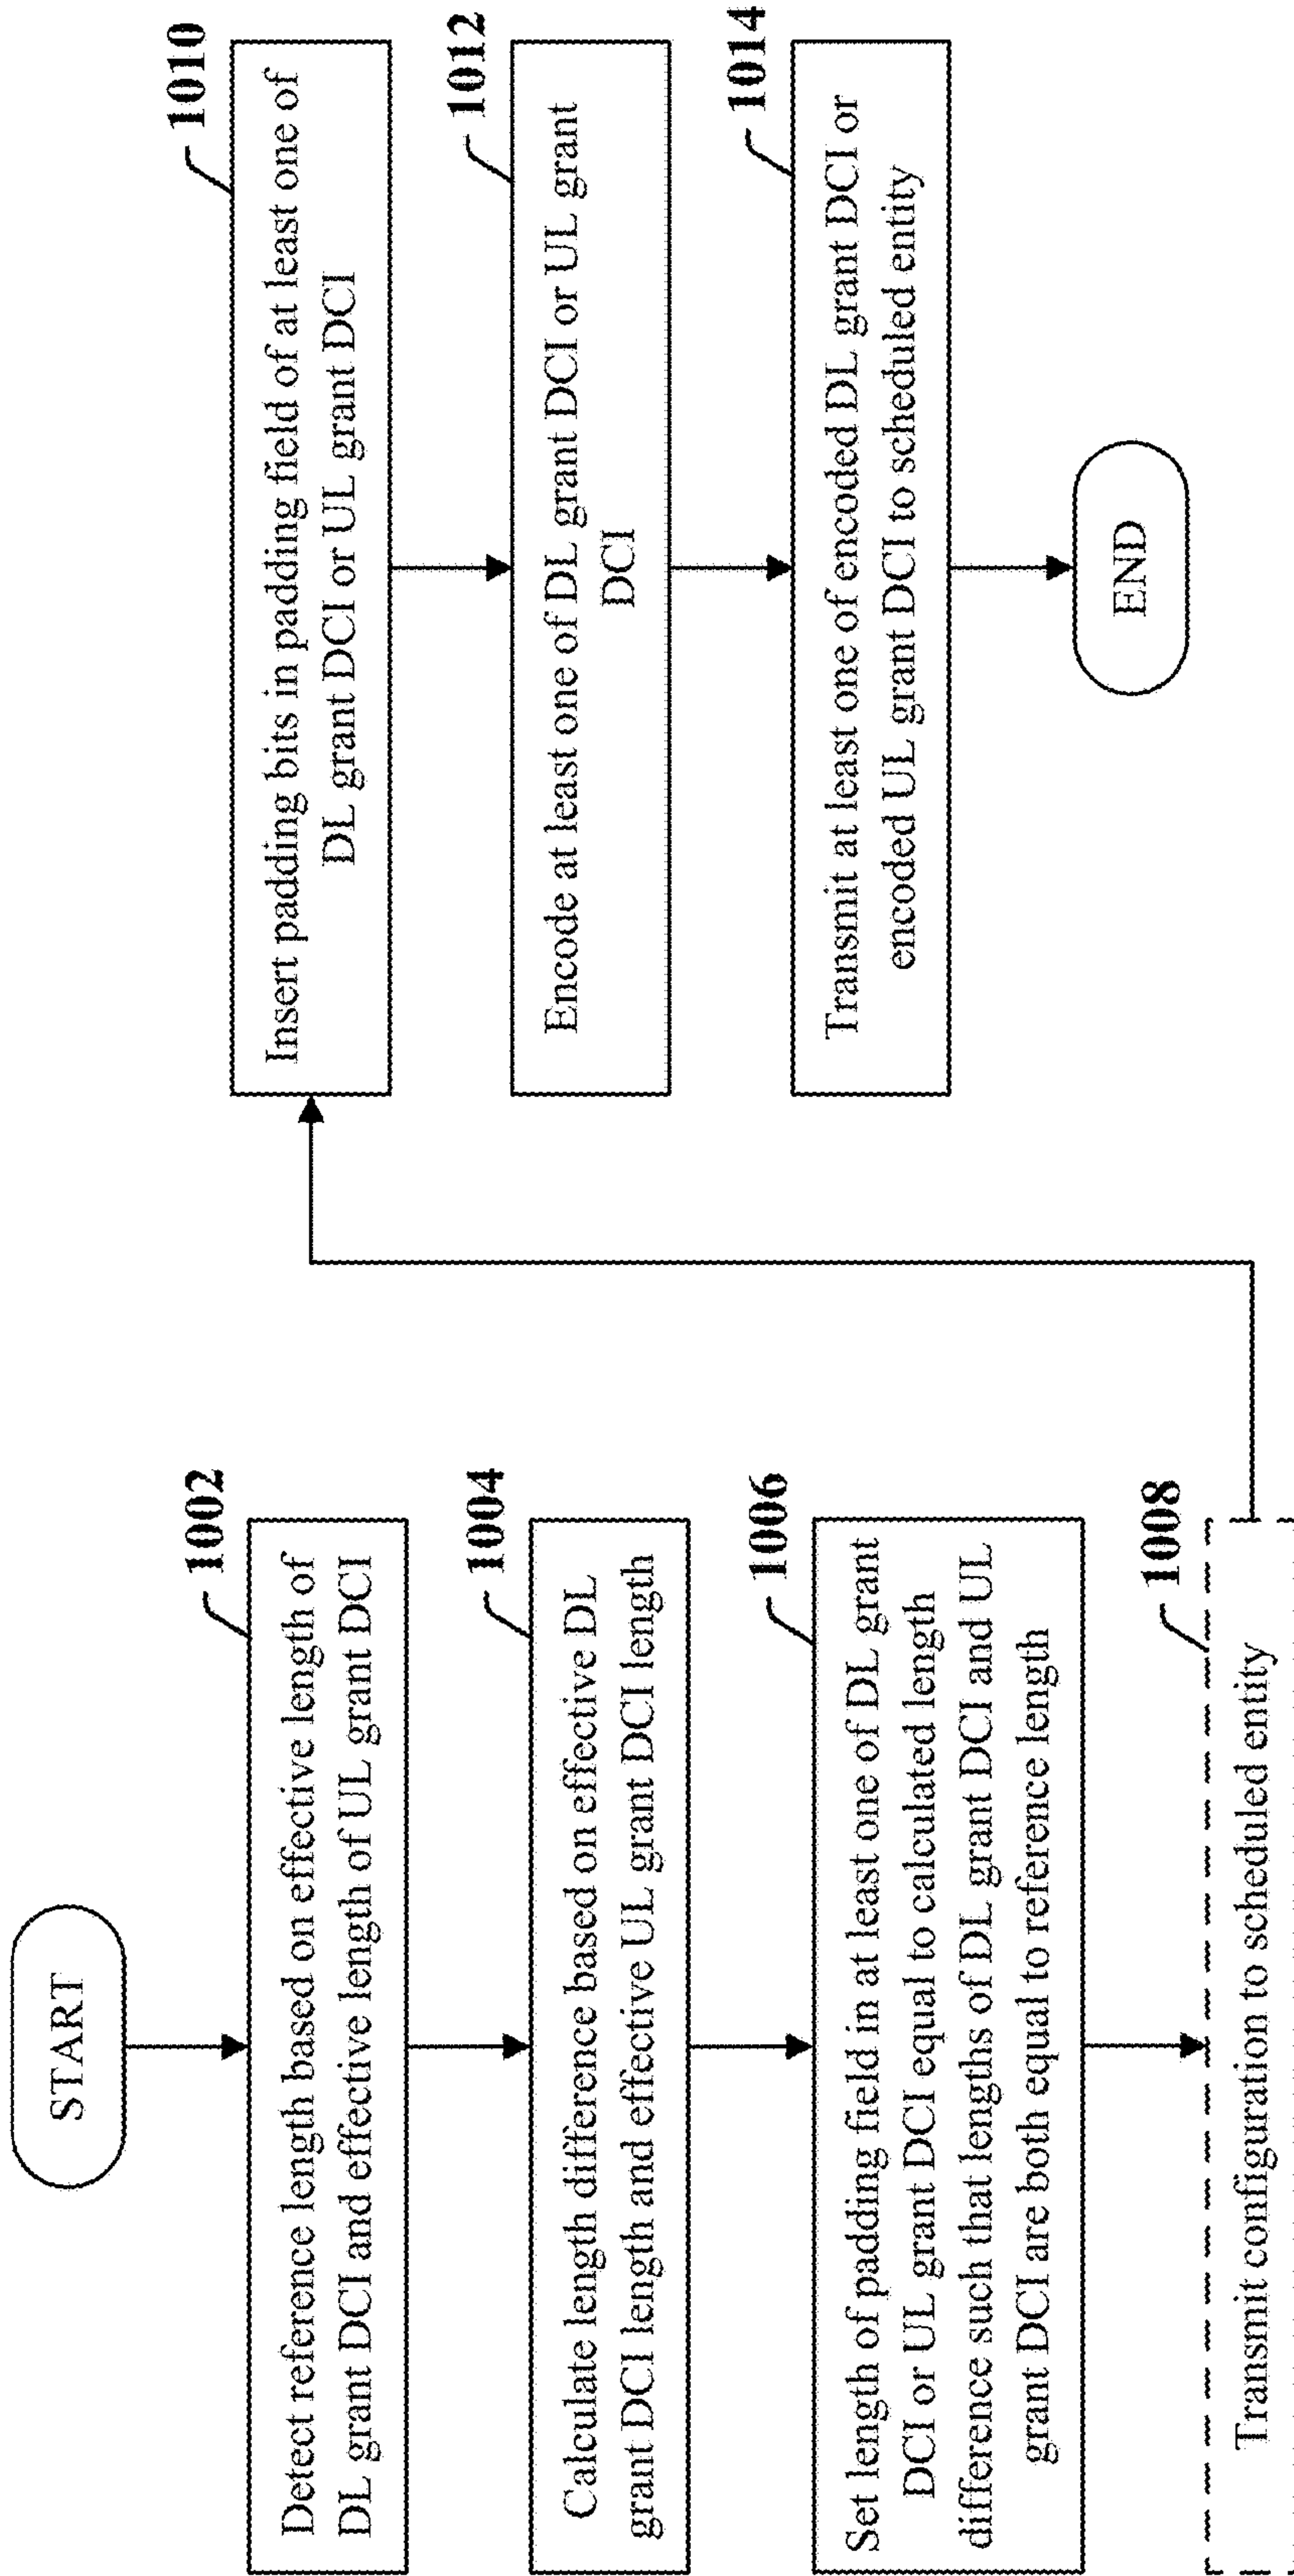 START
1002
Detect reference length based on effective length of
DL grant DCI and effective length of UL grant DCI
1004
Calculate length difference based on effective DL
grant DCI length and effective UL grant DCI length
1006
Set length of padding field in at least one of DL grant
DCI or UL grant DCI equal to calculated length
difference such that lengths of DL grant DCI and UL
grant DCI are both equal to reference length
1008
Transmit configuration to scheduled entity
1010
Insert padding bits in padding field of at least one of
DL grant DCI or UL grant DCI
1012
Encode at least one of DL grant DCI or UL grant
DCI
1014
Transmit at least one of encoded DL grant DCI or
encoded UL grant DCI to scheduled entity
END